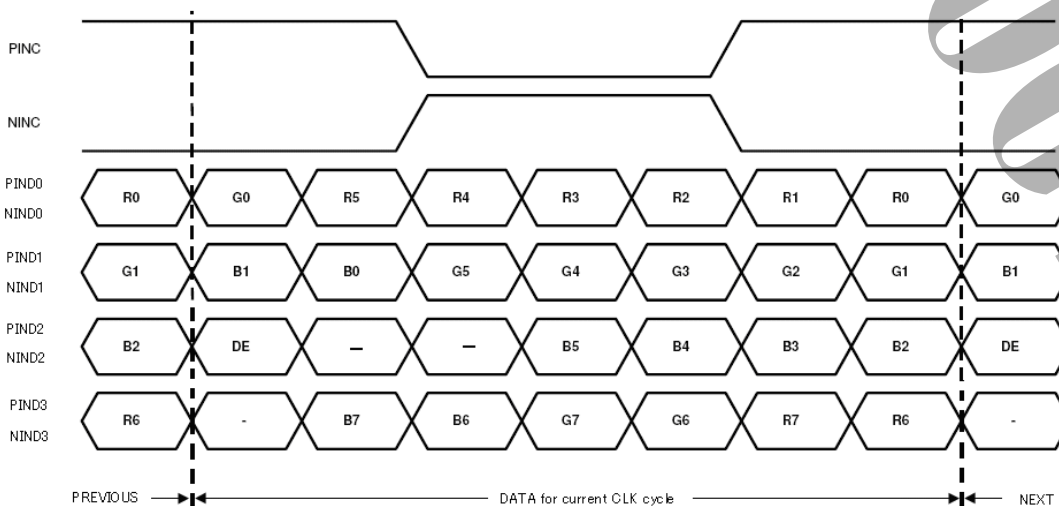 PINC
NINC
PIND0
NIND0
R0 G0 R5 R4 R3 R2 R1 R0 G0
PIND1
NIND1
G1 B1 B0 G5 G4 G3 G2 G1 B1
PIND2
NIND2
B2 DE — — B5 B4 B3 B2 DE
PIND3
NIND3
R6 - B7 B6 G7 G6 R7 R6 -
PREVIOUS DATA for current CLK cycle NEXT